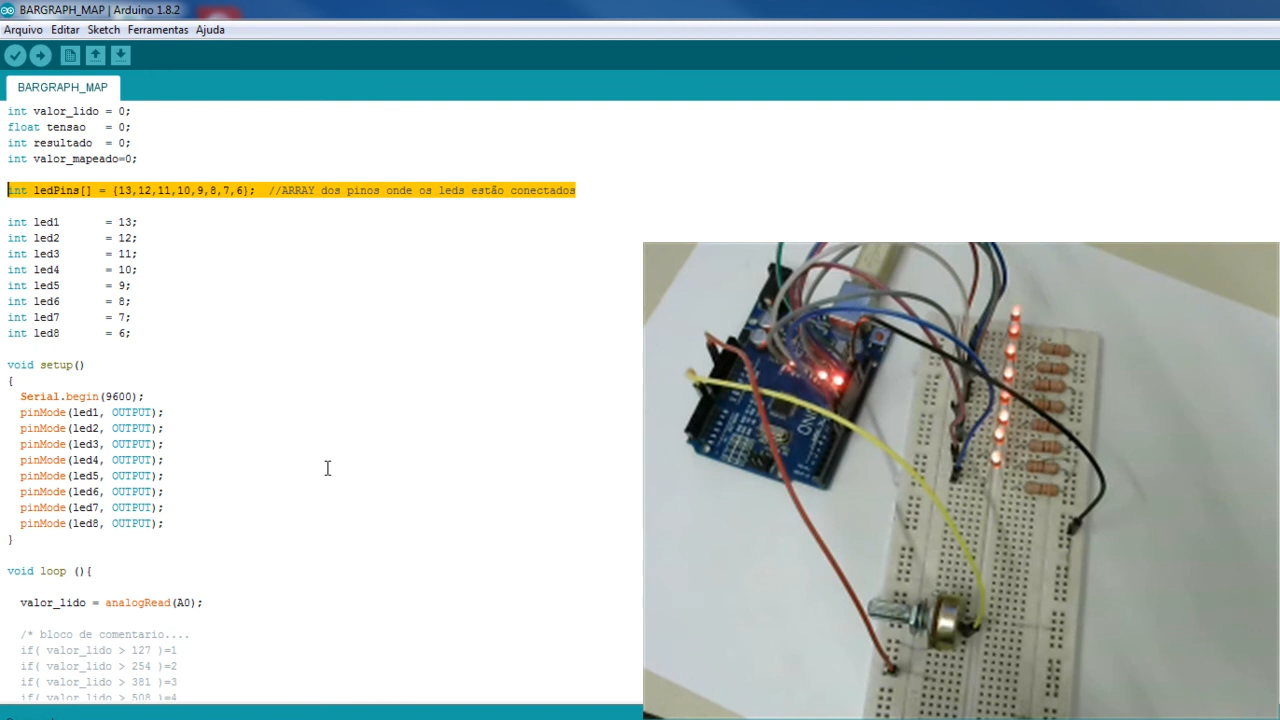 BARGRAPH_MAP | Arduino 1.8.2
Arquivo Editar Sketch Ferramentas Ajuda
BARGRAPH_MAP
int valor_lido = 0;
float tensao = 0;
int resultado = 0;
int valor_mapeado=0;
int ledPins[] = {13,12,11,10,9,8,7,6}; //ARRAY dos pinos onde os leds estão conectados
int led1 = 13;
int led2 = 12;
int led3 = 11;
int led4 = 10;
int led5 = 9;
int led6 = 8;
int led7 = 7;
int led8 = 6;
void setup()
{
Serial.begin(9600);
pinMode(led1, OUTPUT);
pinMode(led2, OUTPUT);
pinMode(led3, OUTPUT);
pinMode(led4, OUTPUT);
pinMode(led5, OUTPUT);
pinMode(led6, OUTPUT);
pinMode(led7, OUTPUT);
pinMode(led8, OUTPUT);
}
void loop (){
valor_lido = analogRead(A0);
/* bloco de comentario....
if( valor_lido > 127 )=1
if( valor_lido > 254 )=2
if( valor_lido > 381 )=3
if( valor_lido > 508 )=4
UNO